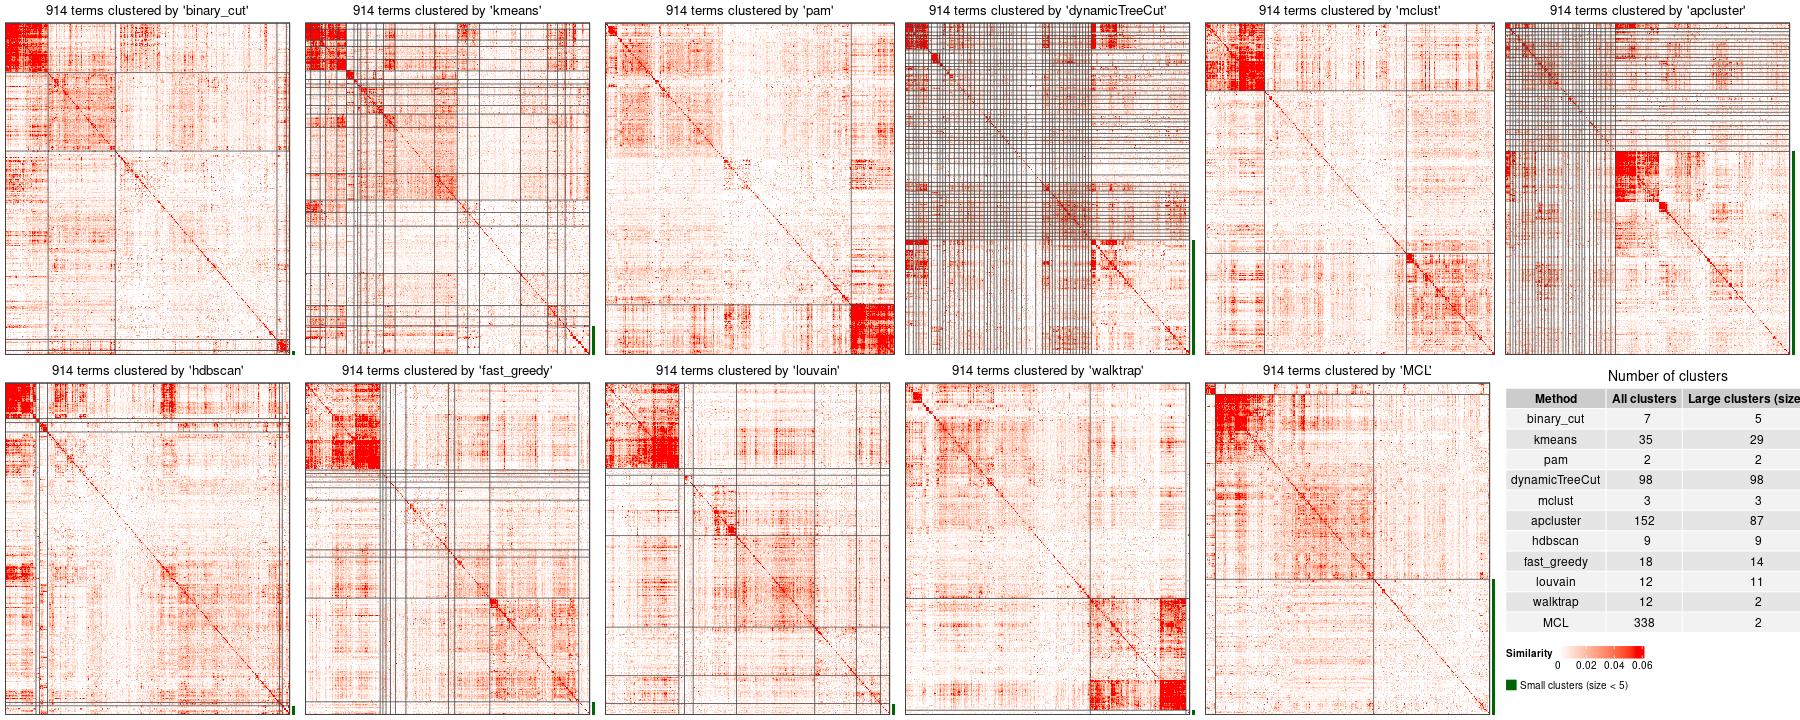 914 terms clustered by 'binary_cut'
914 terms clustered by 'kmeans'
914 terms clustered by 'pam'
914 terms clustered by 'dynamicTreeCut'
914 terms clustered by 'mclust'
914 terms clustered by 'apcluster'
914 terms clustered by 'hdbscan'
914 terms clustered by 'fast_greedy'
914 terms clustered by 'louvain'
914 terms clustered by 'walktrap'
914 terms clustered by 'MCL'
Number of clusters
Method All clusters Large clusters (size
binary_cut 7 5
kmeans 35 29
pam 2 2
dynamicTreeCut 98 98
mclust 3 3
apcluster 152 87
hdbscan 9 9
fast_greedy 18 14
louvain 12 11
walktrap 12 2
MCL 338 2
Similarity
0 0.02 0.04 0.06
Small clusters (size < 5)